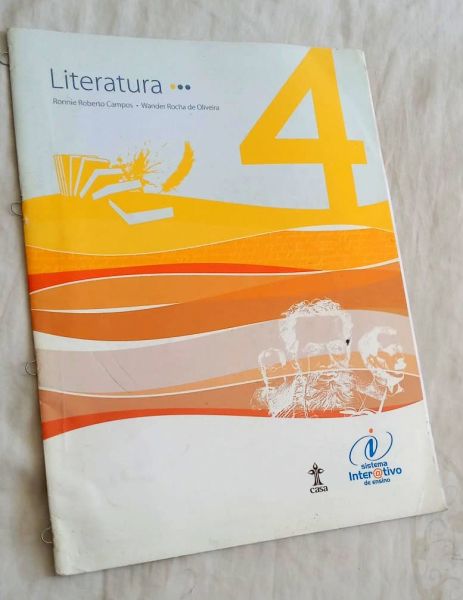 Literatura
4
Ronnie Roberto Campos • Wander Rocha de Oliveira
casa
sistema
Inter@tivo
de ensino